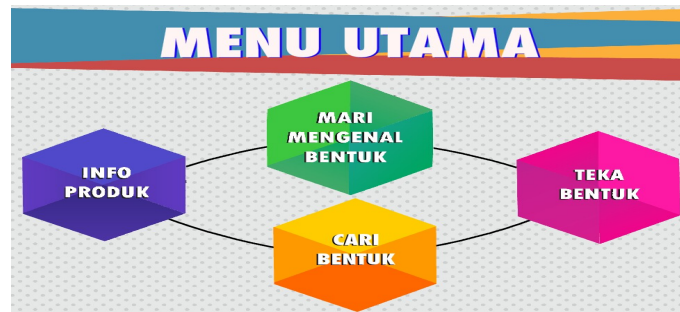 MENU UTAMA
INFO
PRODUK
MARI
MENGENAL
BENTUK
CARI
BENTUK
TEKA
BENTUK